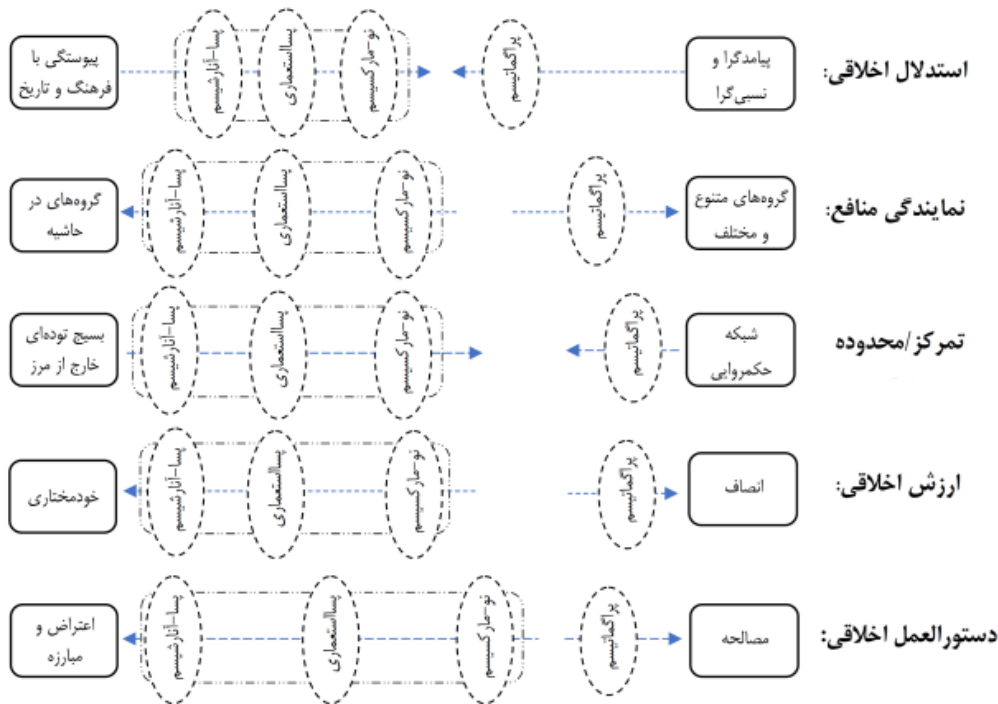 استدلال اخلاقی:
پیامدگرا و
نسبی‌گرا
پراگماتیسم
نو-مارکسیسم
پسااستعماری
پسا-آنارشیسم
پیوستگی با
فرهنگ و تاریخ
نمایندگی منافع:
گروه‌های متنوع
و مختلف
پراگماتیسم
نو-مارکسیسم
پسااستعماری
پسا-آنارشیسم
گروه‌های در
حاشیه
تمرکز/محدوده
شبکه
حکمروایی
پراگماتیسم
نو-مارکسیسم
پسااستعماری
پسا-آنارشیسم
بسیج توده‌ای
خارج از مرز
ارزش اخلاقی:
انصاف
پراگماتیسم
نو-مارکسیسم
پسااستعماری
پسا-آنارشیسم
خودمختاری
دستورالعمل اخلاقی:
مصالحه
پراگماتیسم
نو-مارکسیسم
پسااستعماری
پسا-آنارشیسم
اعتراض و
مبارزه